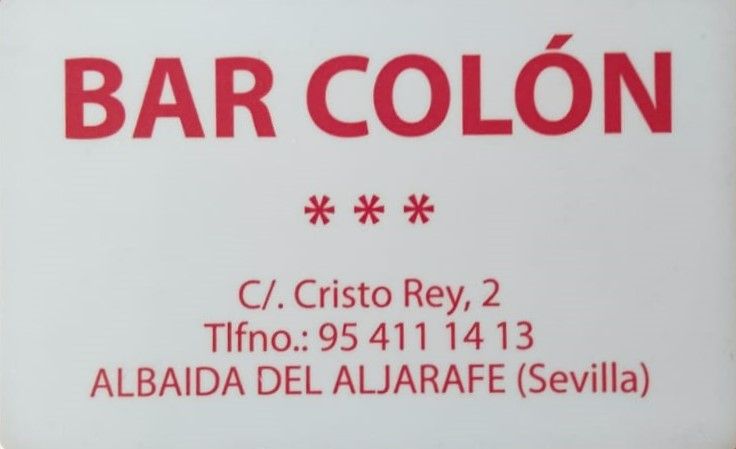 BAR COLÓN
* * *
C/. Cristo Rey, 2
Tlfno.: 95 411 14 13
ALBAIDA DEL ALJARAFE (Sevilla)